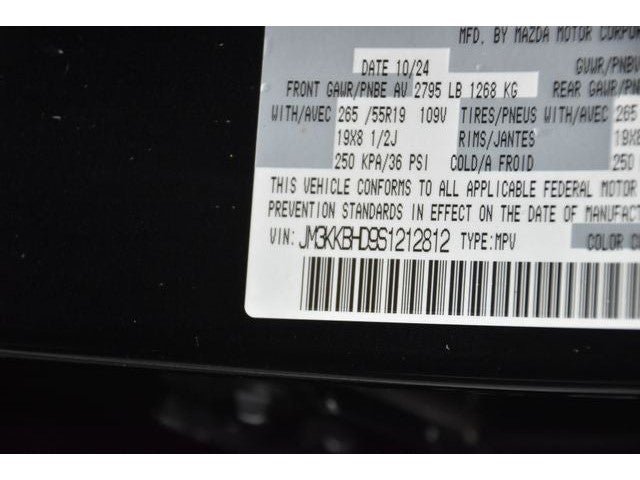 MFD. BY MAZDA MOTOR CORPOR
DATE 10/24 GVWR/PNBV
FRONT GAWR/PNBE AV 2795 LB 1268 KG REAR GAWR/PN
WITH/AVEC 265 /55R19 109V TIRES/PNEUS WITH/AVEC 265
19X8 1/2J RIMS/JANTES 19X8
250 KPA/36 PSI COLD/A FROID 250
THIS VEHICLE CONFORMS TO ALL APPLICABLE FEDERAL MOTOR
PREVENTION STANDARDS IN EFFECT ON THE DATE OF MANUFACT
VIN: JM3KKBHD9S1212812 TYPE:MPV COLOR